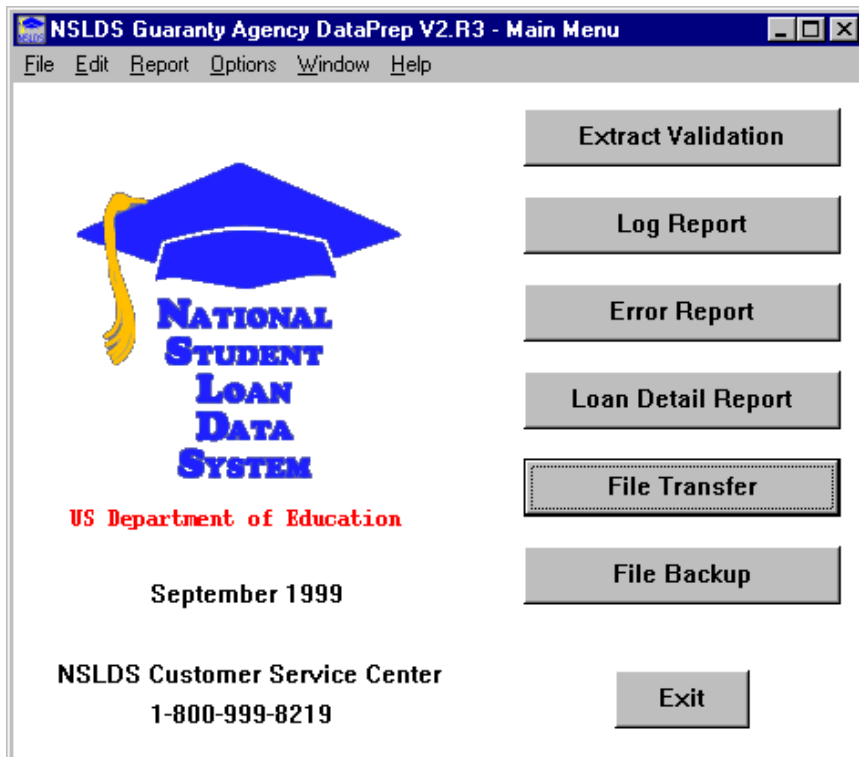 NSLDS Guaranty Agency DataPrep V2.R3 - Main Menu
File Edit Report Options Window Help
NATIONAL
STUDENT
LOAN
DATA
SYSTEM
US Department of Education
September 1999
NSLDS Customer Service Center
1-800-999-8219
Extract Validation
Log Report
Error Report
Loan Detail Report
File Transfer
File Backup
Exit